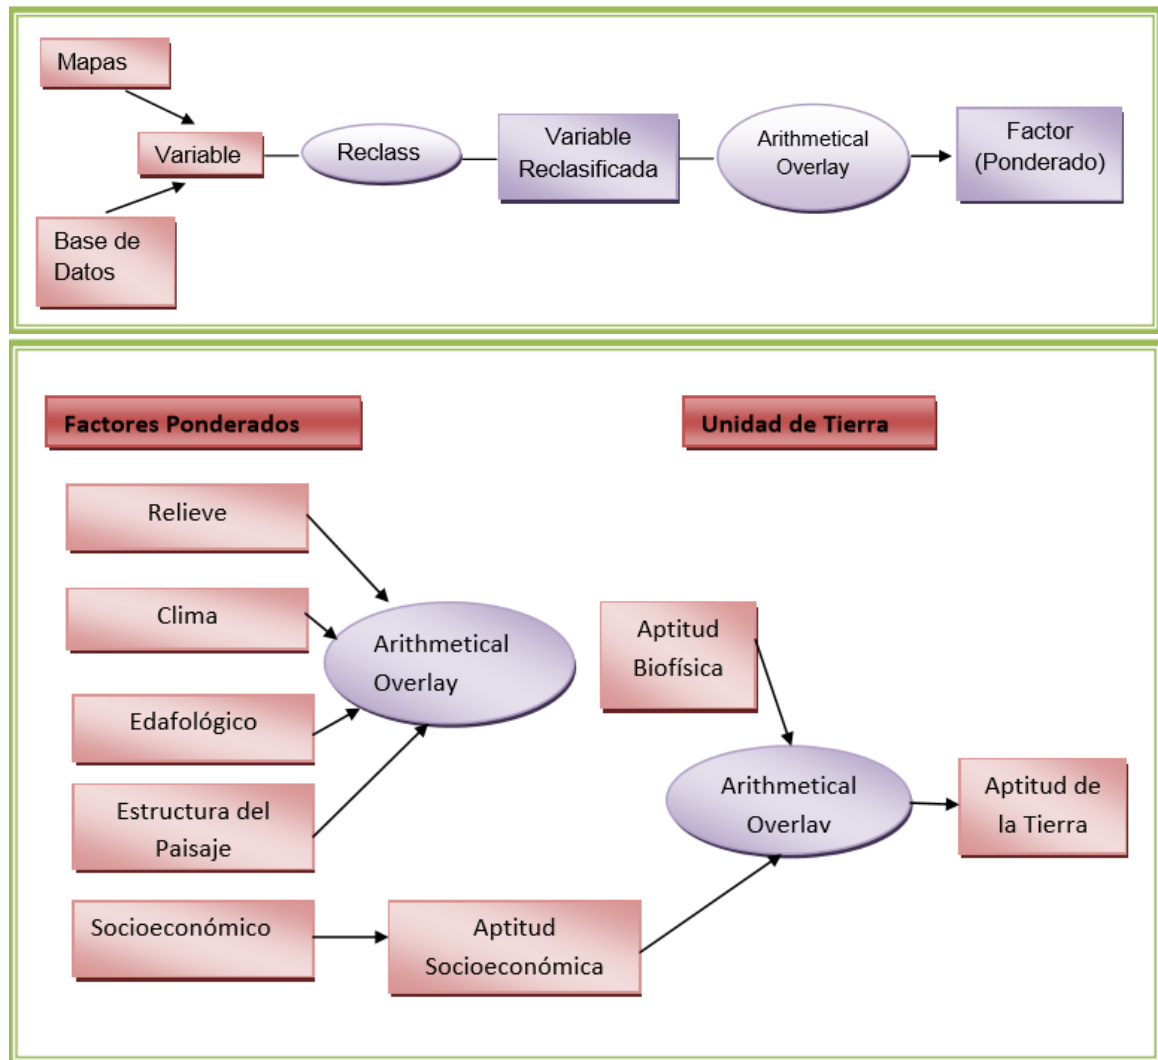 Mapas
Variable
Base de
Datos
Reclass
Variable
Reclasificada
Arithmetical
Overlay
Factor
(Ponderado)
Factores Ponderados
Unidad de Tierra
Relieve
Clima
Edafológico
Estructura del
Paisaje
Socioeconómico
Arithmetical
Overlay
Aptitud
Socioeconómica
Aptitud
Biofísica
Arithmetical
Overlay
Aptitud de
la Tierra